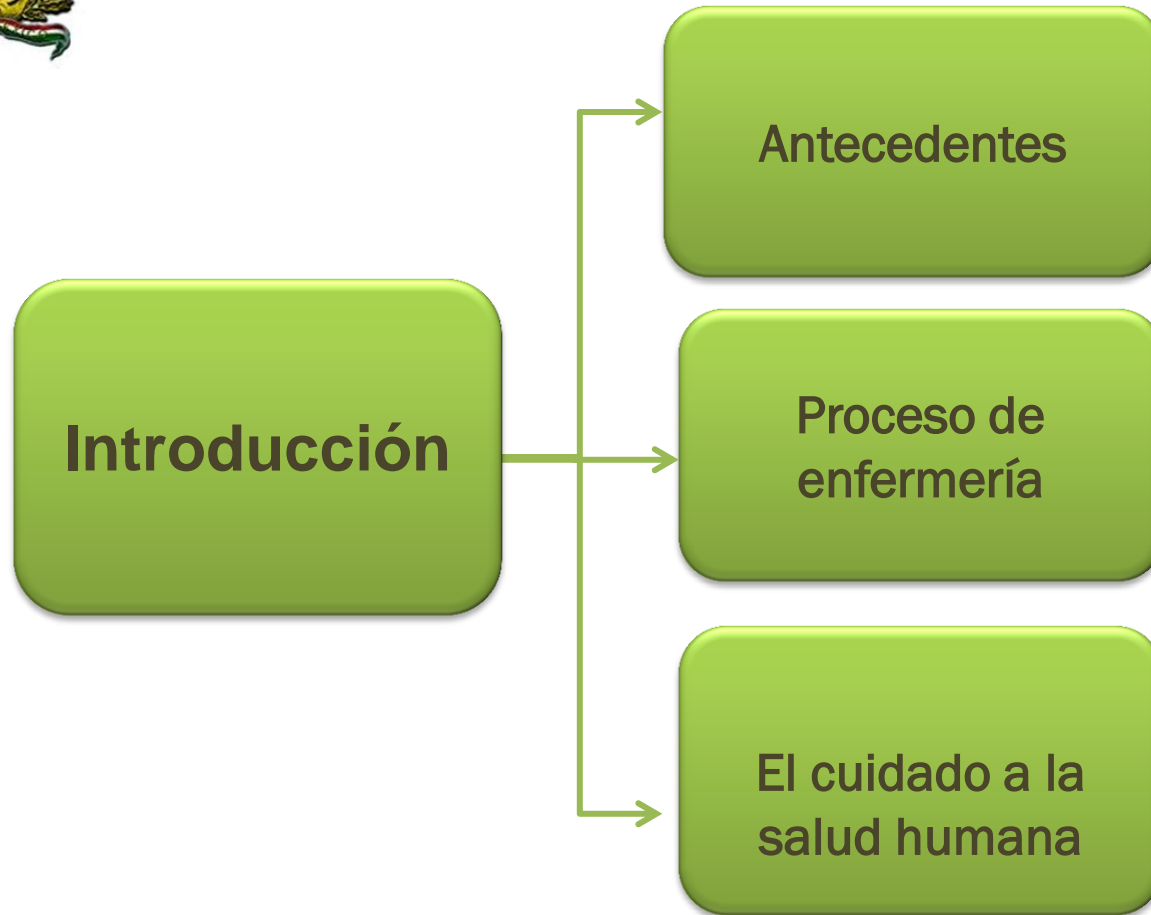 Introducción
Antecedentes
Proceso de
enfermería
El cuidado a la
salud humana